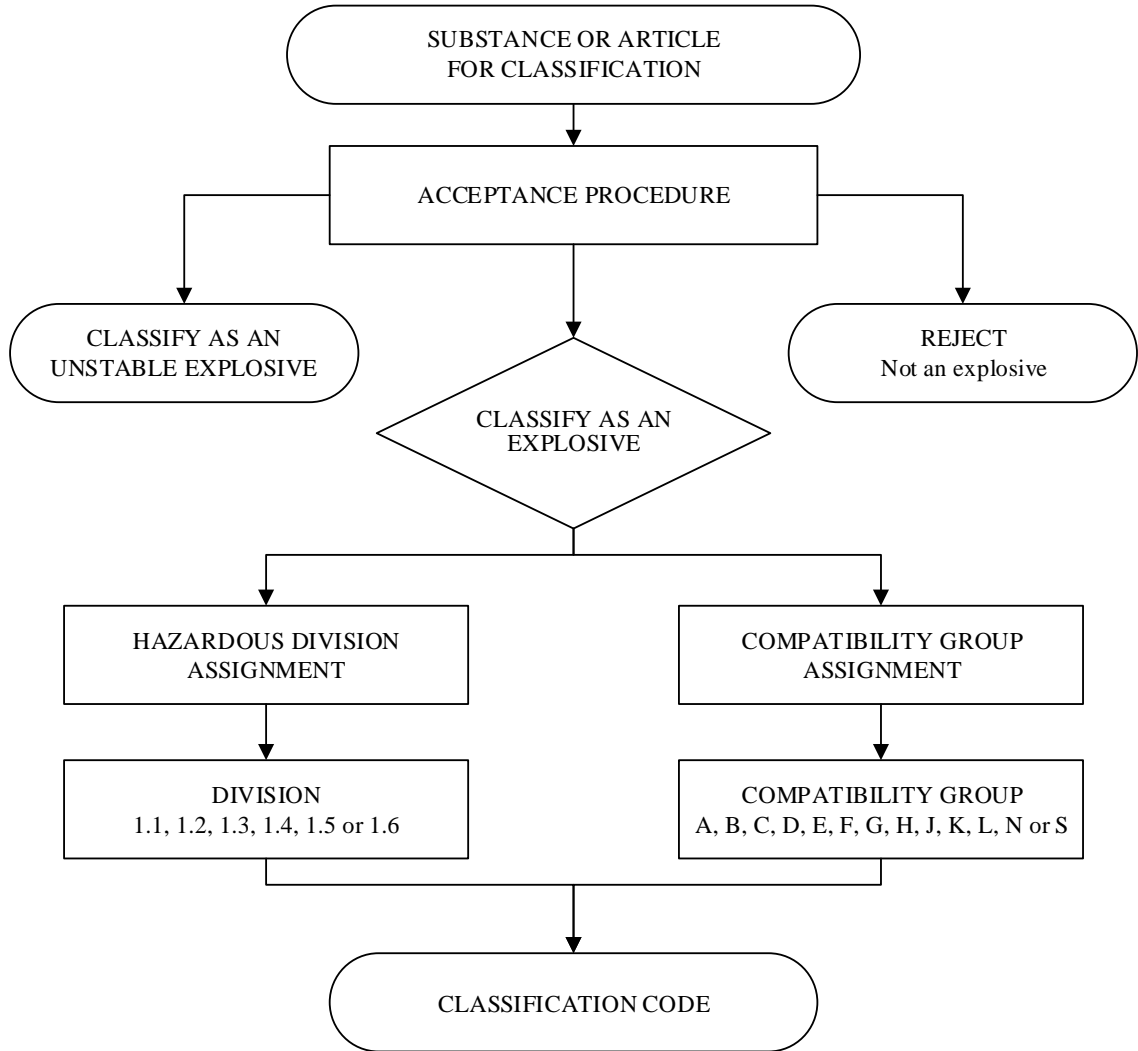 SUBSTANCE OR ARTICLE
FOR CLASSIFICATION
ACCEPTANCE PROCEDURE
CLASSIFY AS AN
UNSTABLE EXPLOSIVE
REJECT
Not an explosive
CLASSIFY AS AN
EXPLOSIVE
HAZARDOUS DIVISION
ASSIGNMENT
COMPATIBILITY GROUP
ASSIGNMENT
DIVISION
1.1, 1.2, 1.3, 1.4, 1.5 or 1.6
COMPATIBILITY GROUP
A, B, C, D, E, F, G, H, J, K, L, N or S
CLASSIFICATION CODE